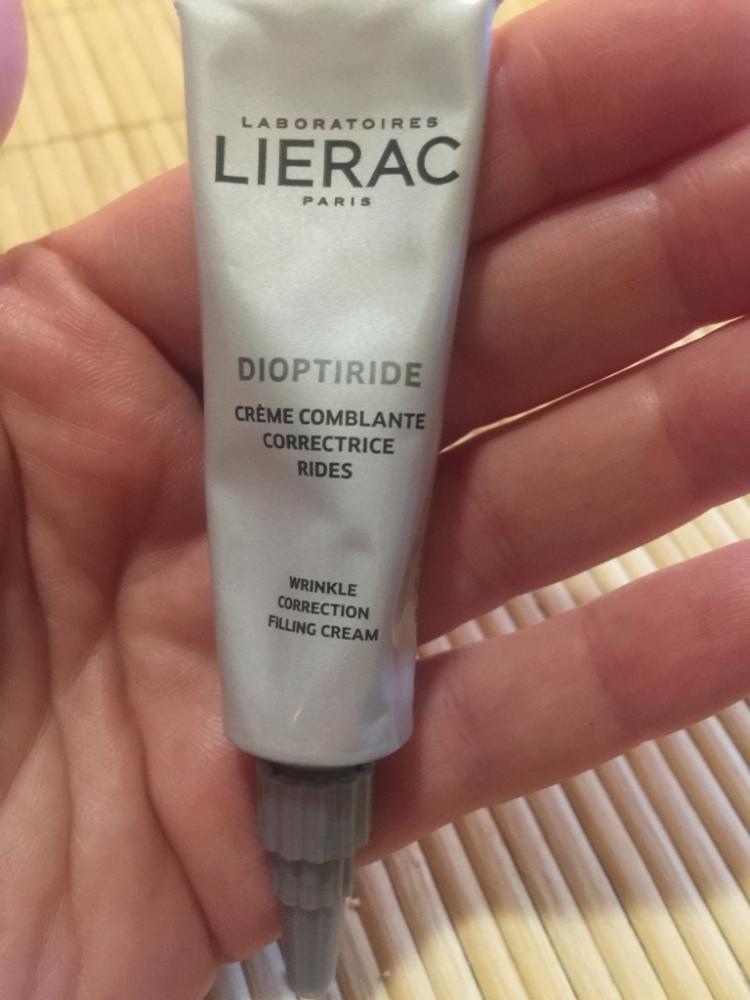 LABORATOIRES
LIERAC
PARIS
DIOPTIRIDE
CRÈME COMBLANTE
CORRECTRICE
RIDES
WRINKLE
CORRECTION
FILLING CREAM